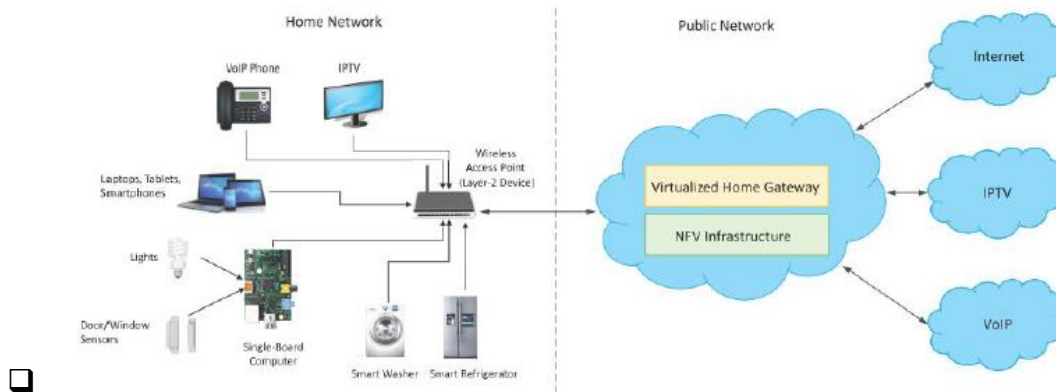 Home Network
Public Network
VoIP Phone
IPTV
Internet
Wireless
Access Point
(Layer-2 Device)
Laptops, Tablets,
Smartphones
Virtualized Home Gateway
IPTV
NFV Infrastructure
Lights
Door/Window
Sensors
Single-Board
Computer
VoIP
Smart Washer
Smart Refrigerator